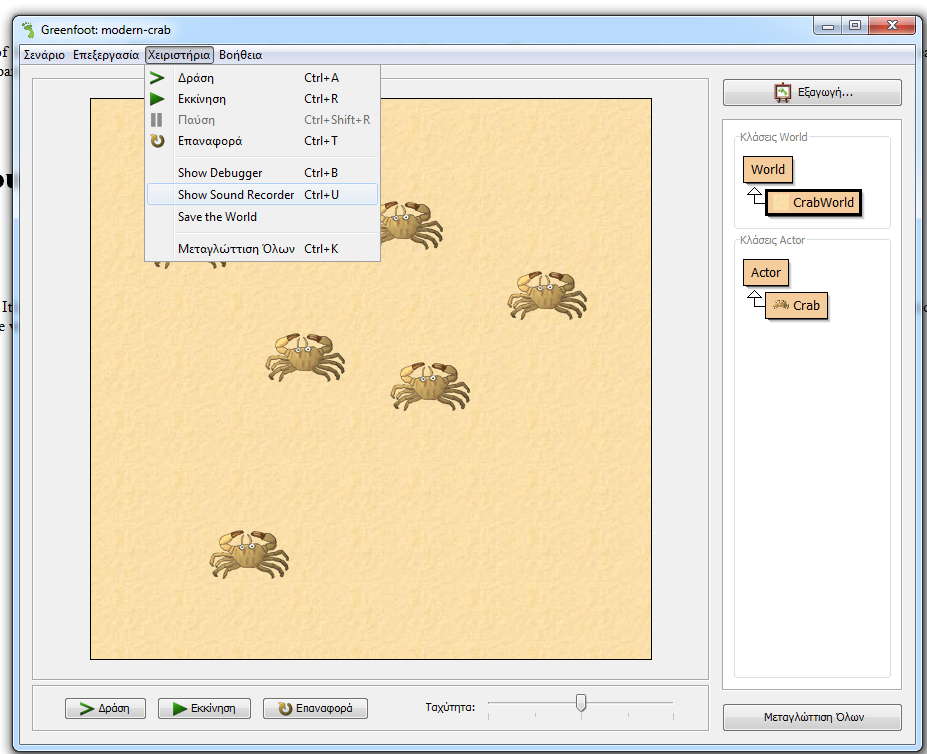 Greenfoot: modern-crab
Σενάριο Επεξεργασία Χειριστήρια Βοήθεια
Δράση Ctrl+A
Εκκίνηση Ctrl+R
Παύση Ctrl+Shift+R
Επαναφορά Ctrl+T
Show Debugger Ctrl+B
Show Sound Recorder Ctrl+U
Save the World
Μεταγλώττιση Όλων Ctrl+K
Εξαγωγή...
Κλάσεις World
World
CrabWorld
Κλάσεις Actor
Actor
Crab
Δράση
Εκκίνηση
Επαναφορά
Ταχύτητα:
Μεταγλώττιση Όλων
of
It